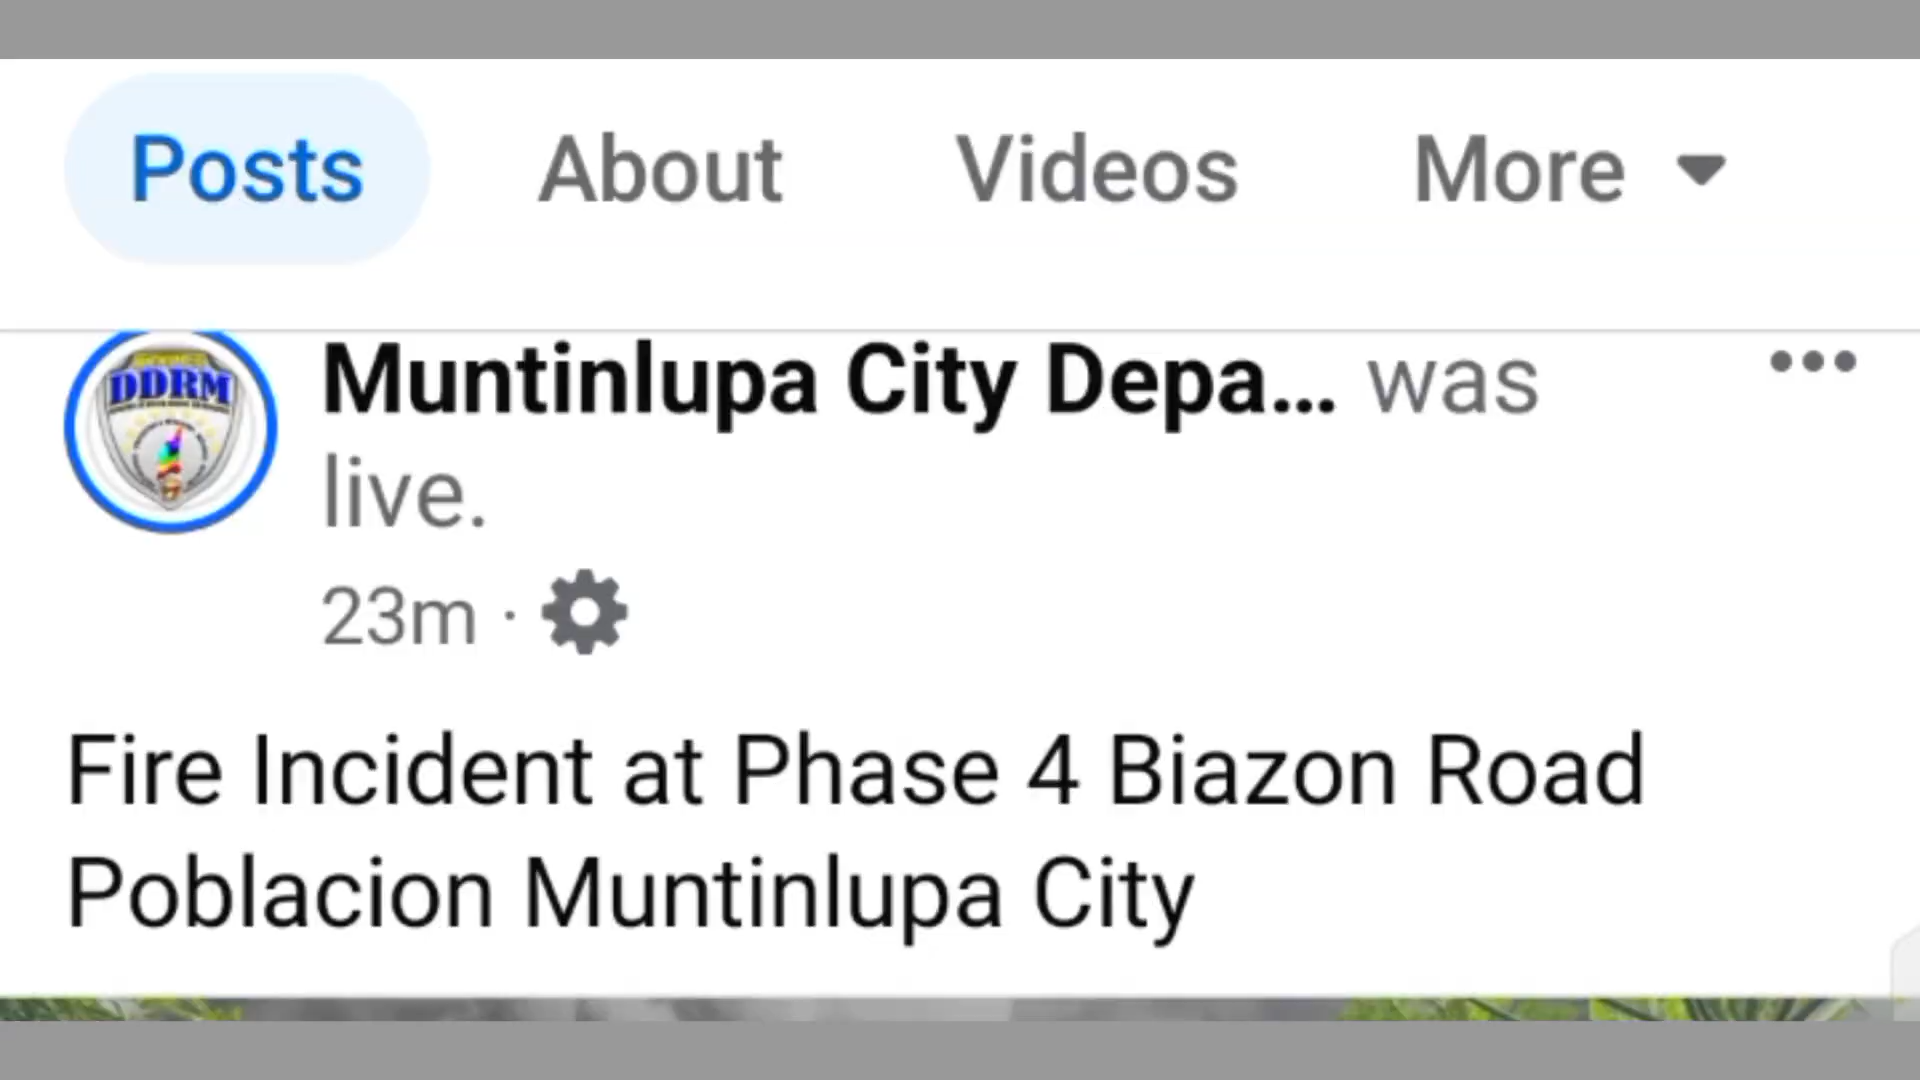 Posts About Videos More
DDRM
Muntinlupa City Depa... was
live.
23m ·
Fire Incident at Phase 4 Biazon Road
Poblacion Muntinlupa City